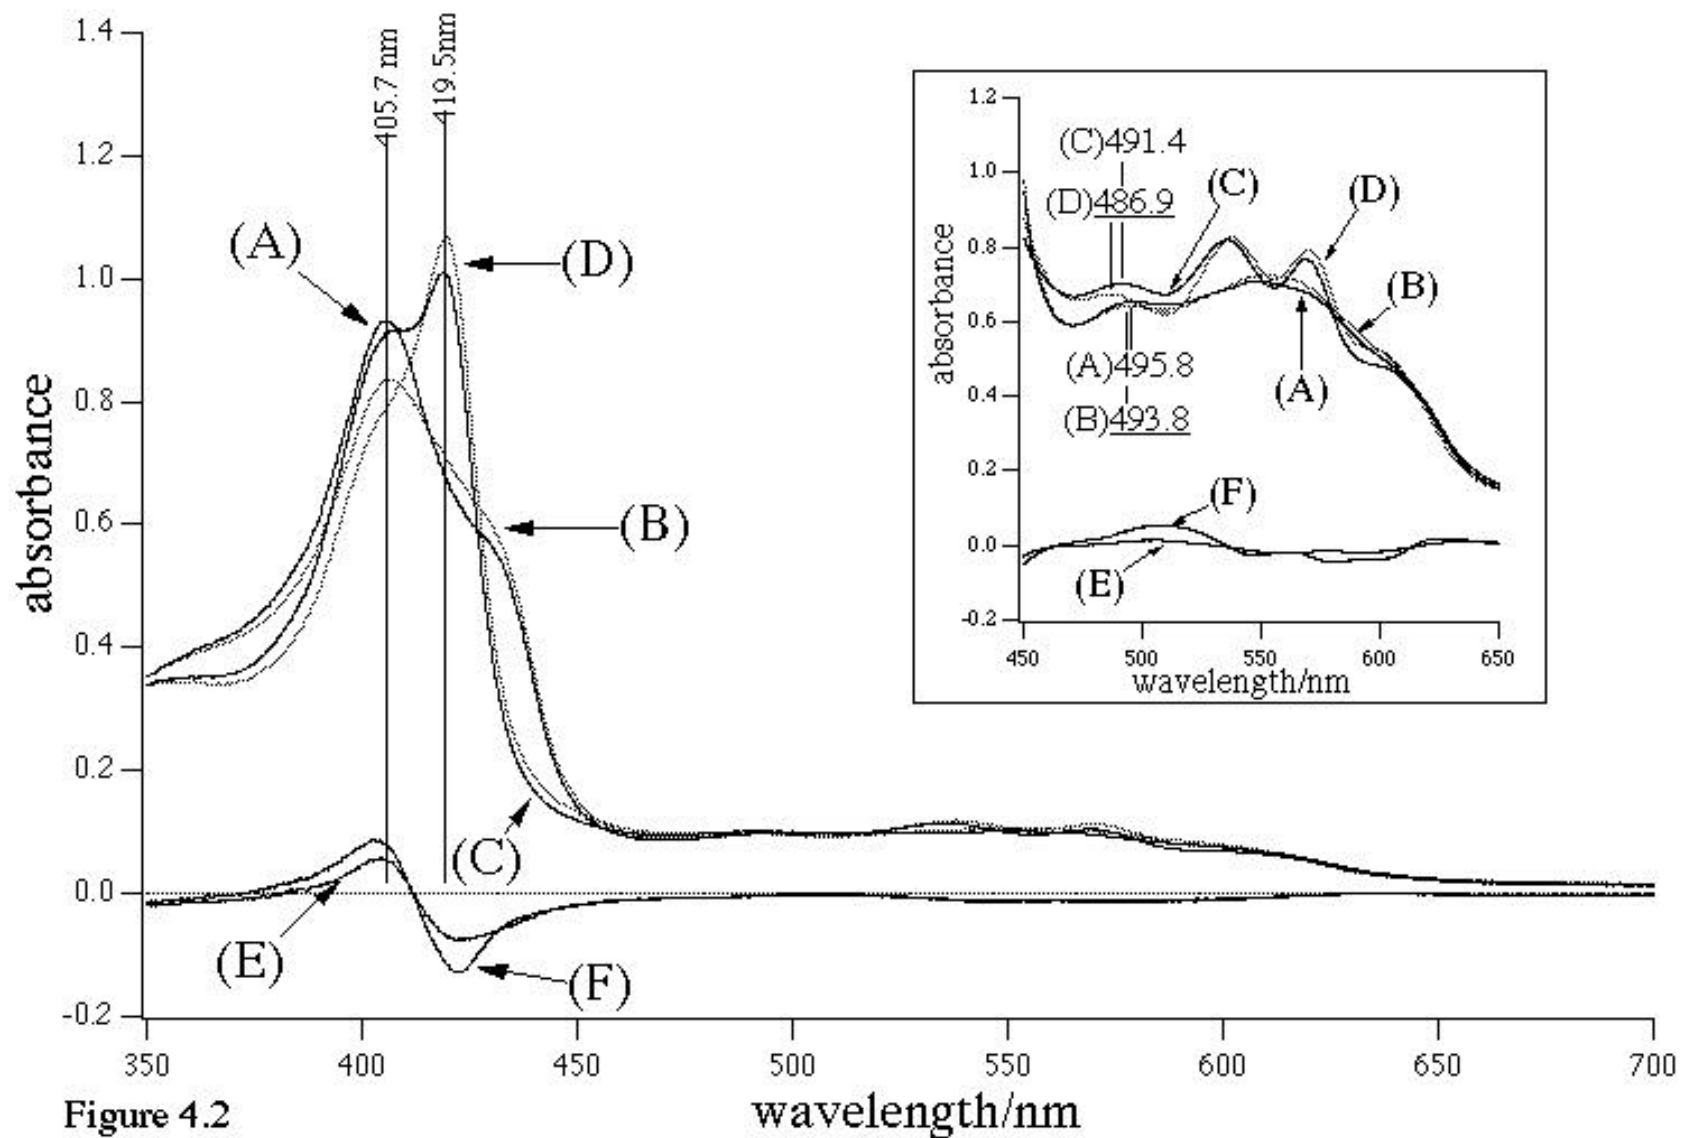 1.4
1.2
1.0
0.8
0.6
0.4
0.2
0.0
-0.2
absorbance
405.7 nm
419.5nm
(A)
(D)
(B)
(C)
(E)
(F)
350
400
450
500
550
600
650
700
wavelength/nm
1.2
1.0
0.8
0.6
0.4
0.2
0.0
-0.2
absorbance
(C)491.4
(D)486.9
(C)
(D)
(B)
(A)495.8
(A)
(B)493.8
(F)
(E)
450
500
550
600
650
wavelength/nm
Figure 4.2